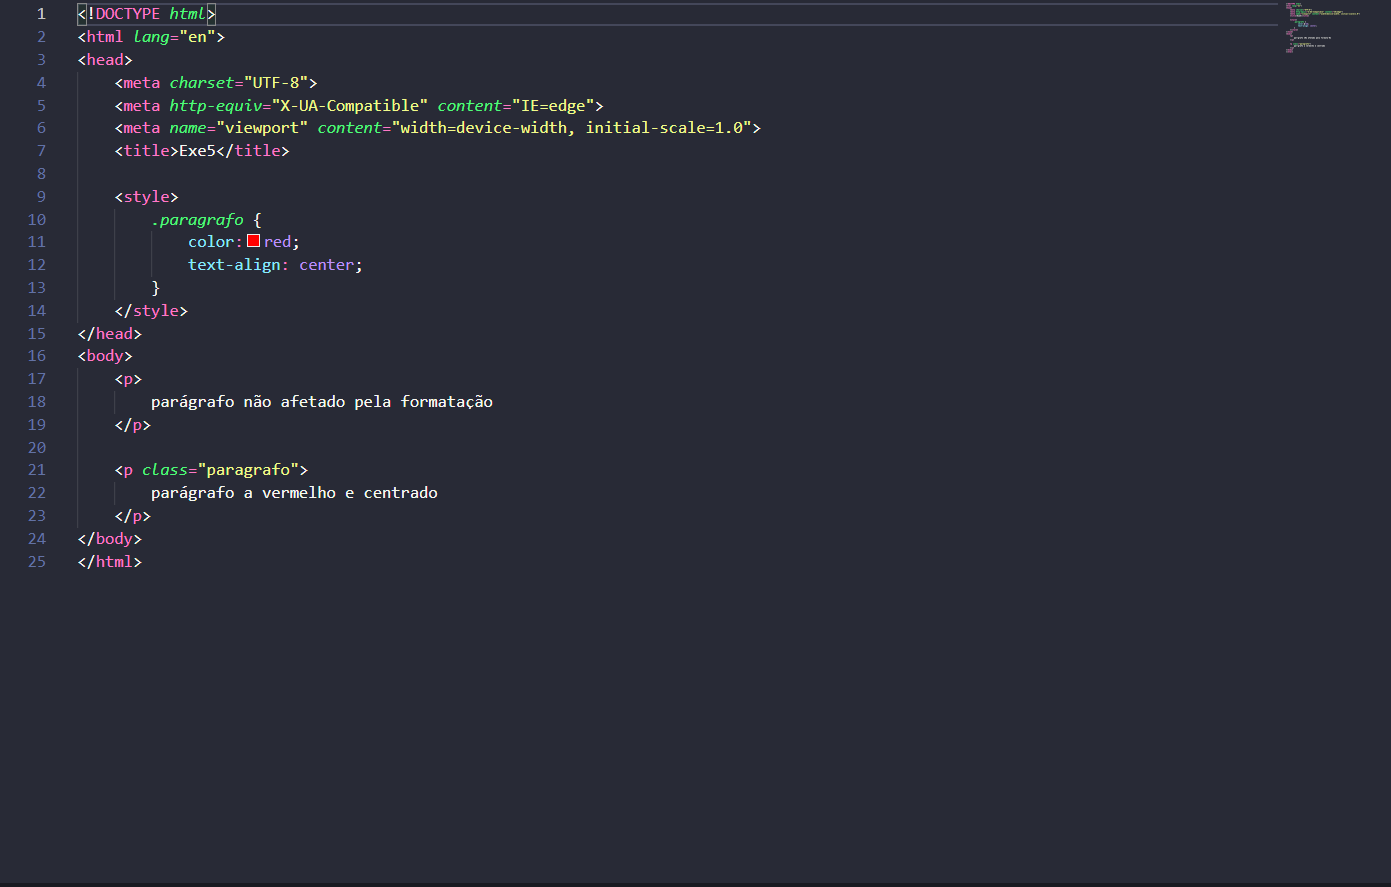 1 <!DOCTYPE html>
2 <html lang="en">
3 <head>
4     <meta charset="UTF-8">
5     <meta http-equiv="X-UA-Compatible" content="IE=edge">
6     <meta name="viewport" content="width=device-width, initial-scale=1.0">
7     <title>Exe5</title>
8
9     <style>
10         .paragrafo {
11             color: red;
12             text-align: center;
13         }
14     </style>
15 </head>
16 <body>
17     <p>
18         parágrafo não afetado pela formatação
19     </p>
20
21     <p class="paragrafo">
22         parágrafo a vermelho e centrado
23     </p>
24 </body>
25 </html>